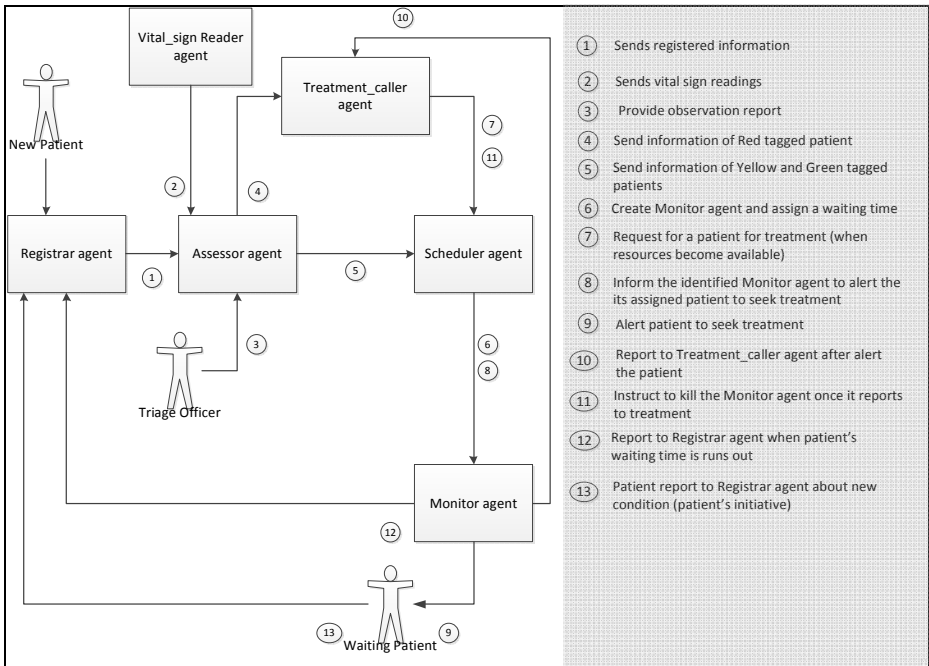 10
Vital_sign Reader
agent
Treatment_caller
agent
New Patient
7
11
2
4
Registrar agent
1
Assessor agent
5
Scheduler agent
3
Triage Officer
6
8
Monitor agent
12
13
9
Waiting Patient
1 Sends registered information
2 Sends vital sign readings
3 Provide observation report
4 Send information of Red tagged patient
5 Send information of Yellow and Green tagged
patients
6 Create Monitor agent and assign a waiting time
7 Request for a patient for treatment (when
resources become available)
8 Inform the identified Monitor agent to alert the
its assigned patient to seek treatment
9 Alert patient to seek treatment
10 Report to Treatment_caller agent after alert
the patient
11 Instruct to kill the Monitor agent once it reports
to treatment
12 Report to Registrar agent when patient's
waiting time is runs out
13 Patient report to Registrar agent about new
condition (patient's initiative)